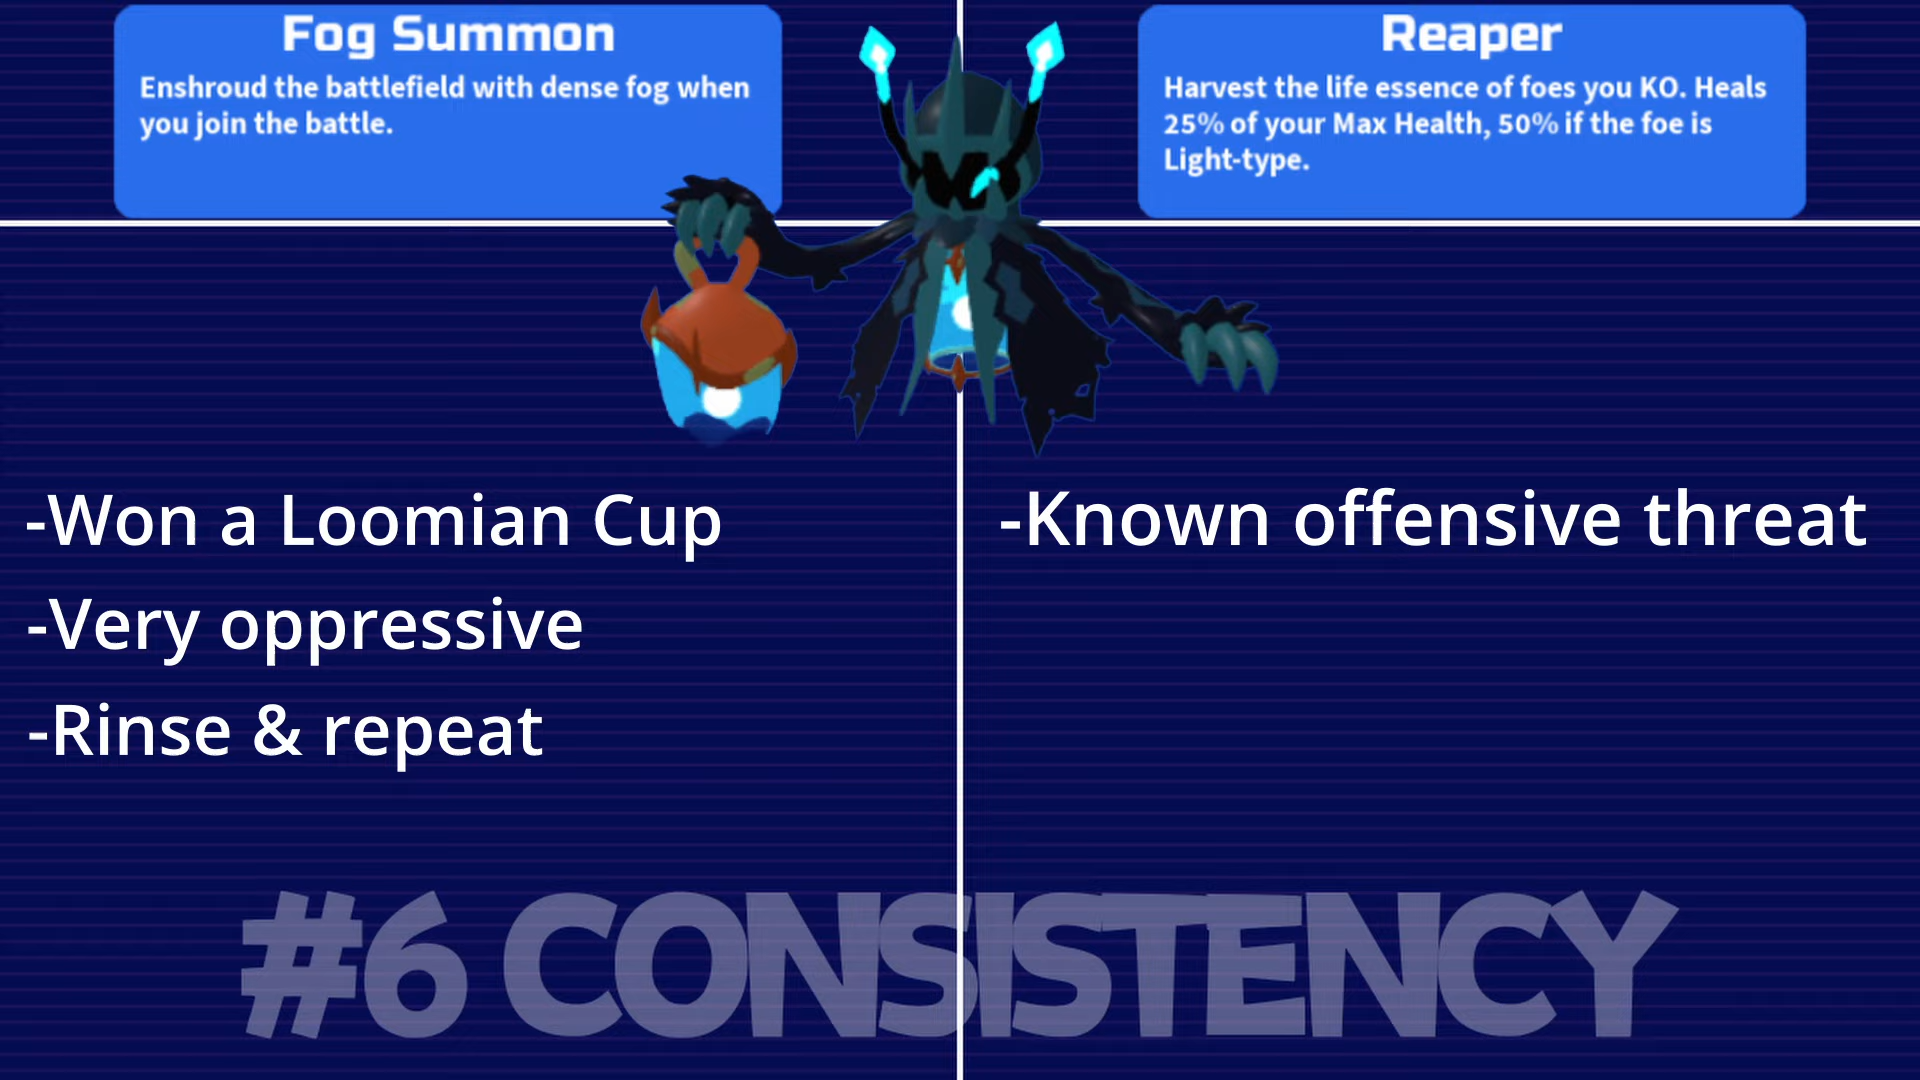 Fog Summon
Enshroud the battlefield with dense fog when
you join the battle.
Reaper
Harvest the life essence of foes you KO. Heals
25% of your Max Health, 50% if the foe is
Light-type.
-Won a Loomian Cup
-Very oppressive
-Rinse & repeat
-Known offensive threat
#6 CONSISTENCY